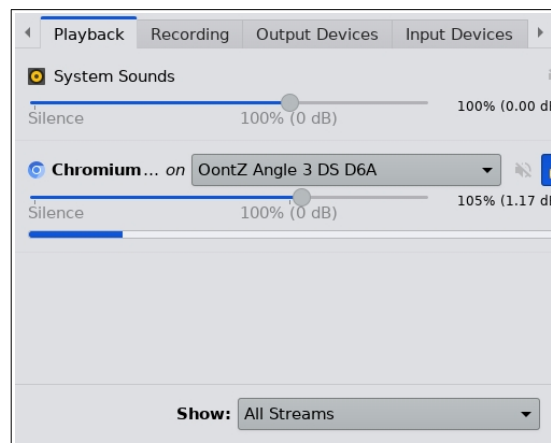 Playback Recording Output Devices Input Devices
System Sounds
100% (0.00 dB
Silence 100% (0 dB)
Chromium... on OontZ Angle 3 DS D6A
105% (1.17 dB
Silence 100% (0 dB)
Show: All Streams